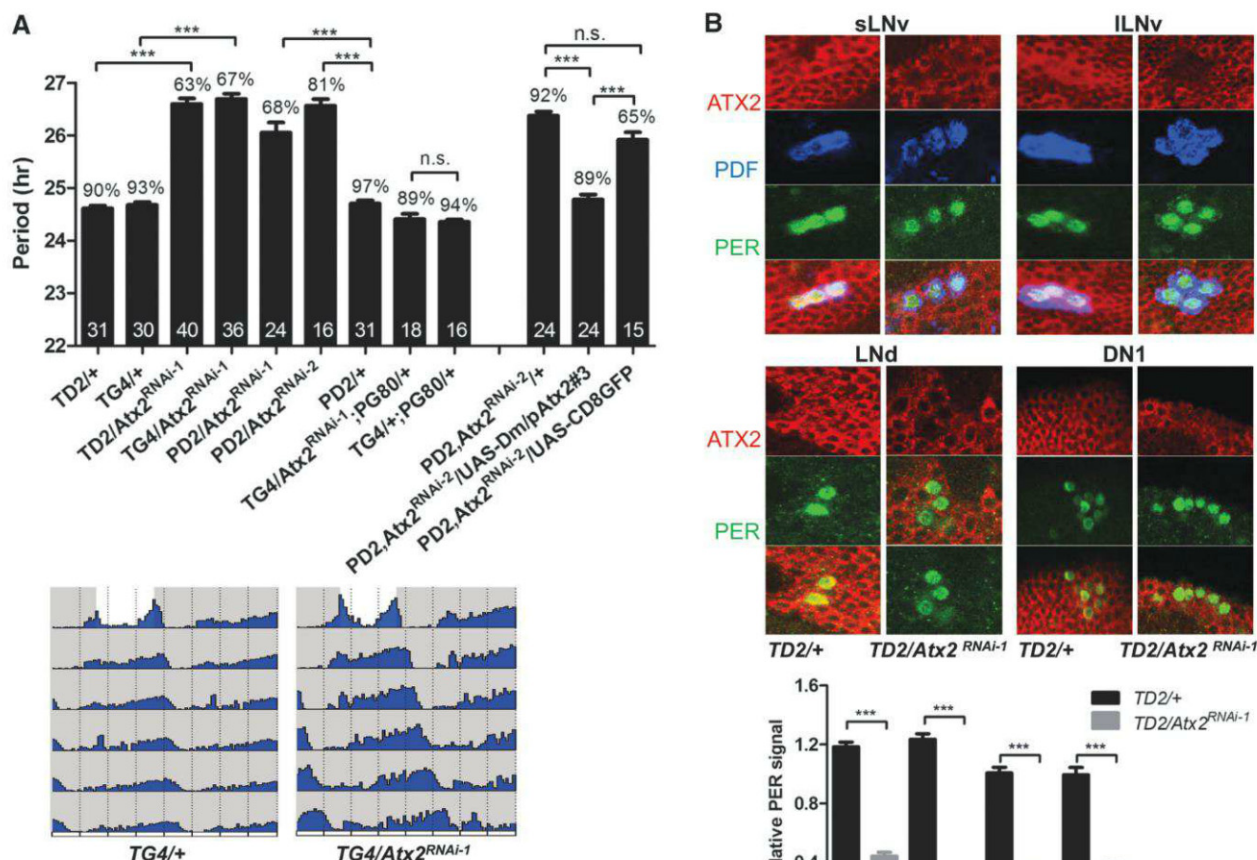 A
Period (hr)
27
26
25
24
23
22
***
***
***
***
n.s.
n.s.
***
***
90%
93%
63%
67%
68%
81%
97%
89%
94%
92%
89%
65%
31
30
40
36
24
16
31
18
16
24
24
15
TD2/+
TG4/+
TD2/Atx2RNAi-1
TG4/Atx2RNAi-1
PD2/Atx2RNAi-1
PD2/Atx2RNAi-2
PD2/+
TG4/Atx2RNAi-1;PG80/+
TG4/+;PG80/+
PD2,Atx2RNAi-2/+
PD2,Atx2RNAi-2/UAS-Dm/pAtx2#3
PD2,Atx2RNAi-2/UAS-CD8GFP
TG4/+
TG4/Atx2RNAi-1
B
sLNv
lLNv
ATX2
PDF
PER
LNd
DN1
ATX2
PER
TD2/+
TD2/Atx2 RNAi-1
TD2/+
TD2/Atx2 RNAi-1
1.6
1.2
0.8
***
***
***
***
TD2/+
TD2/Atx2RNAi-1
PER signal